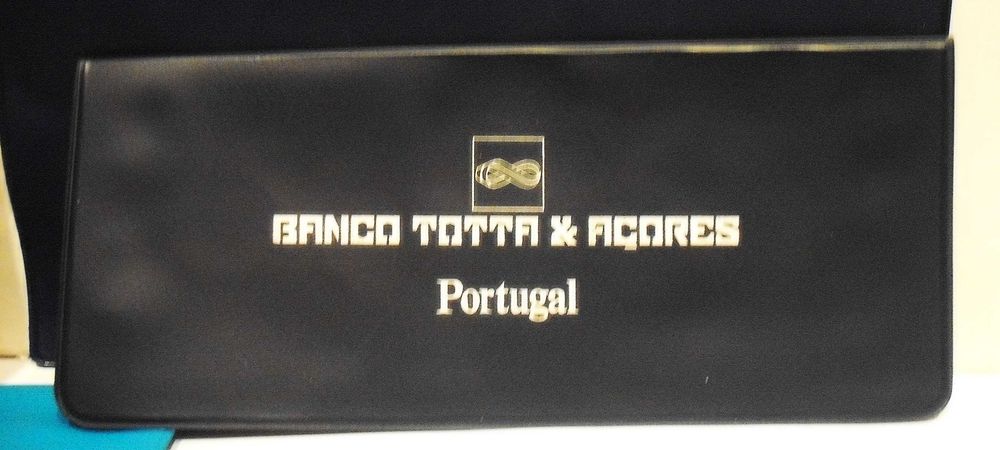 BANCO TOTTA & AÇORES
Portugal